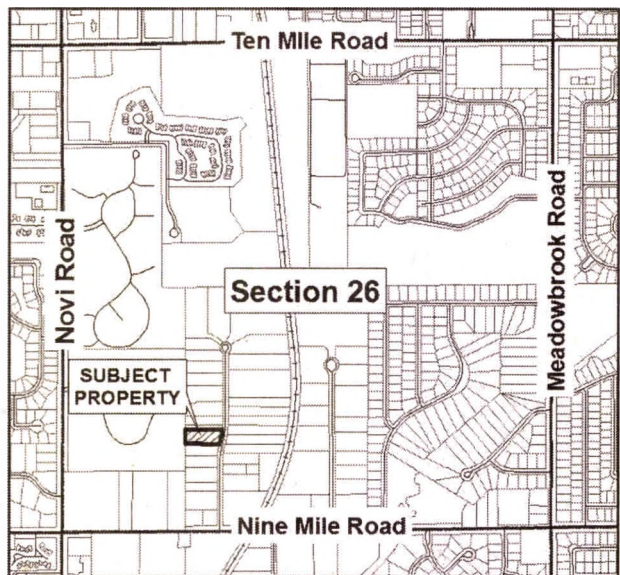 Ten Mile Road
Novi Road
Section 26
Meadowbrook Road
SUBJECT
PROPERTY
Nine Mile Road